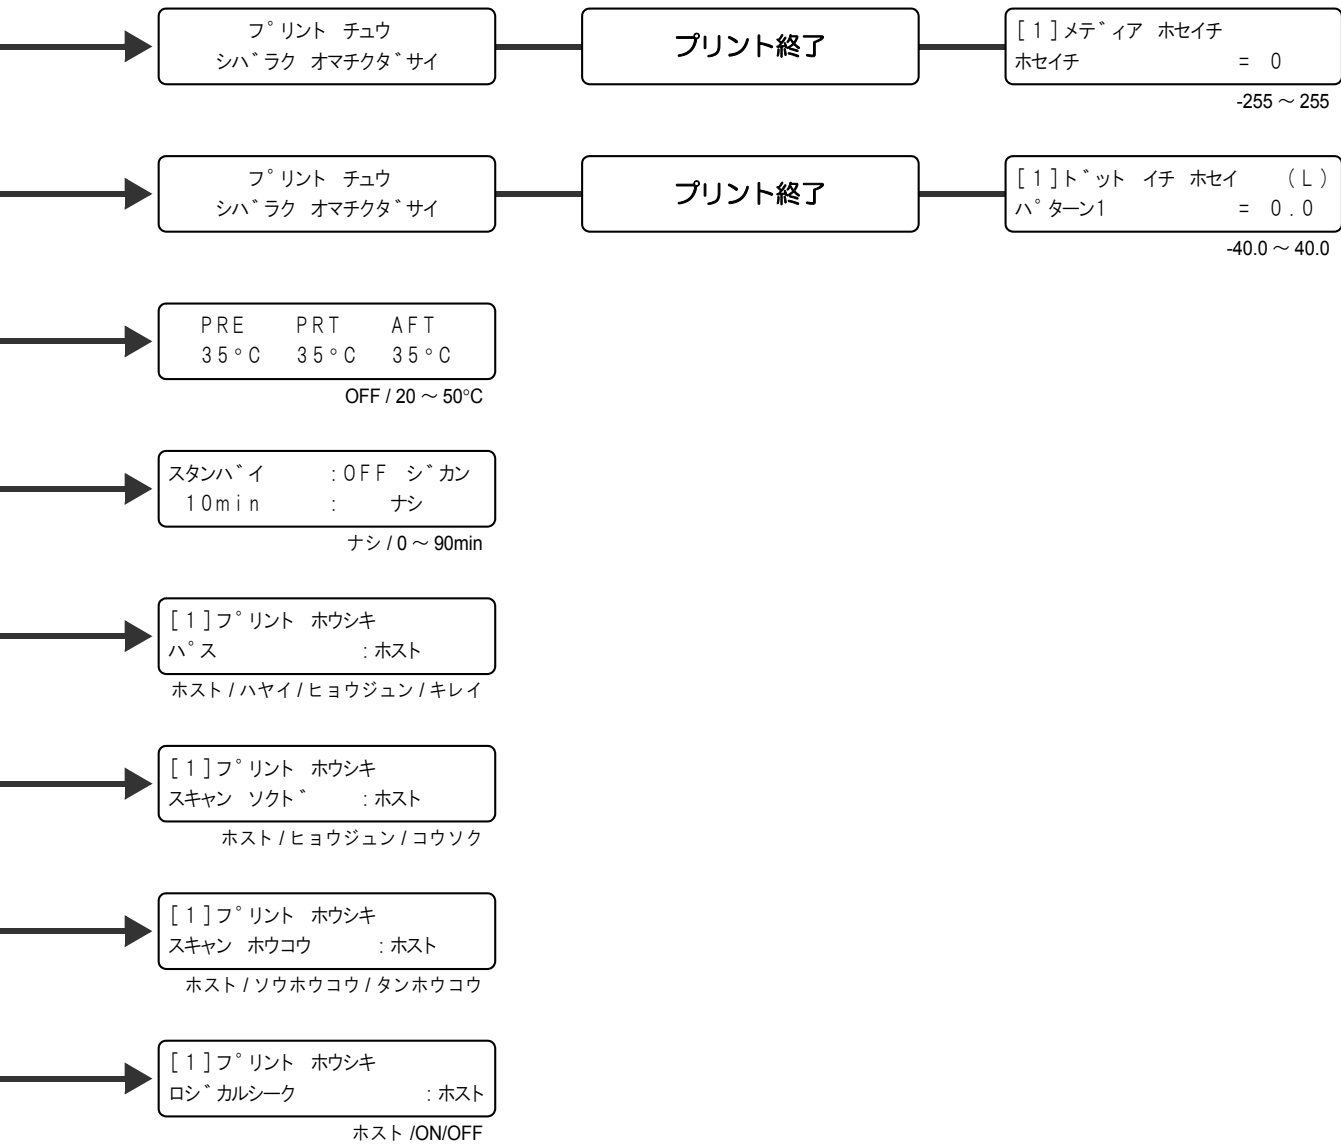 プリント チュウ
シバラク オマチクダサイ
プリント終了
[1]メディア ホセイチ
ホセイチ = 0
-255 ～ 255
プリント チュウ
シバラク オマチクダサイ
プリント終了
[1]ドット イチ ホセイ (L)
パターン1 = 0.0
-40.0 ～ 40.0
PRE PRT AFT
35°C 35°C 35°C
OFF / 20 ～ 50°C
スタンバイ :OFF ジカン
10min : ナシ
ナシ / 0 ～ 90min
[1]プリント ホウシキ
パス :ホスト
ホスト / ハヤイ / ヒョウジュン / キレイ
[1]プリント ホウシキ
スキャン ソクド :ホスト
ホスト / ヒョウジュン / コウソク
[1]プリント ホウシキ
スキャン ホウコウ :ホスト
ホスト / ソウホウコウ / タンホウコウ
[1]プリント ホウシキ
ロジカルシーク :ホスト
ホスト /ON/OFF